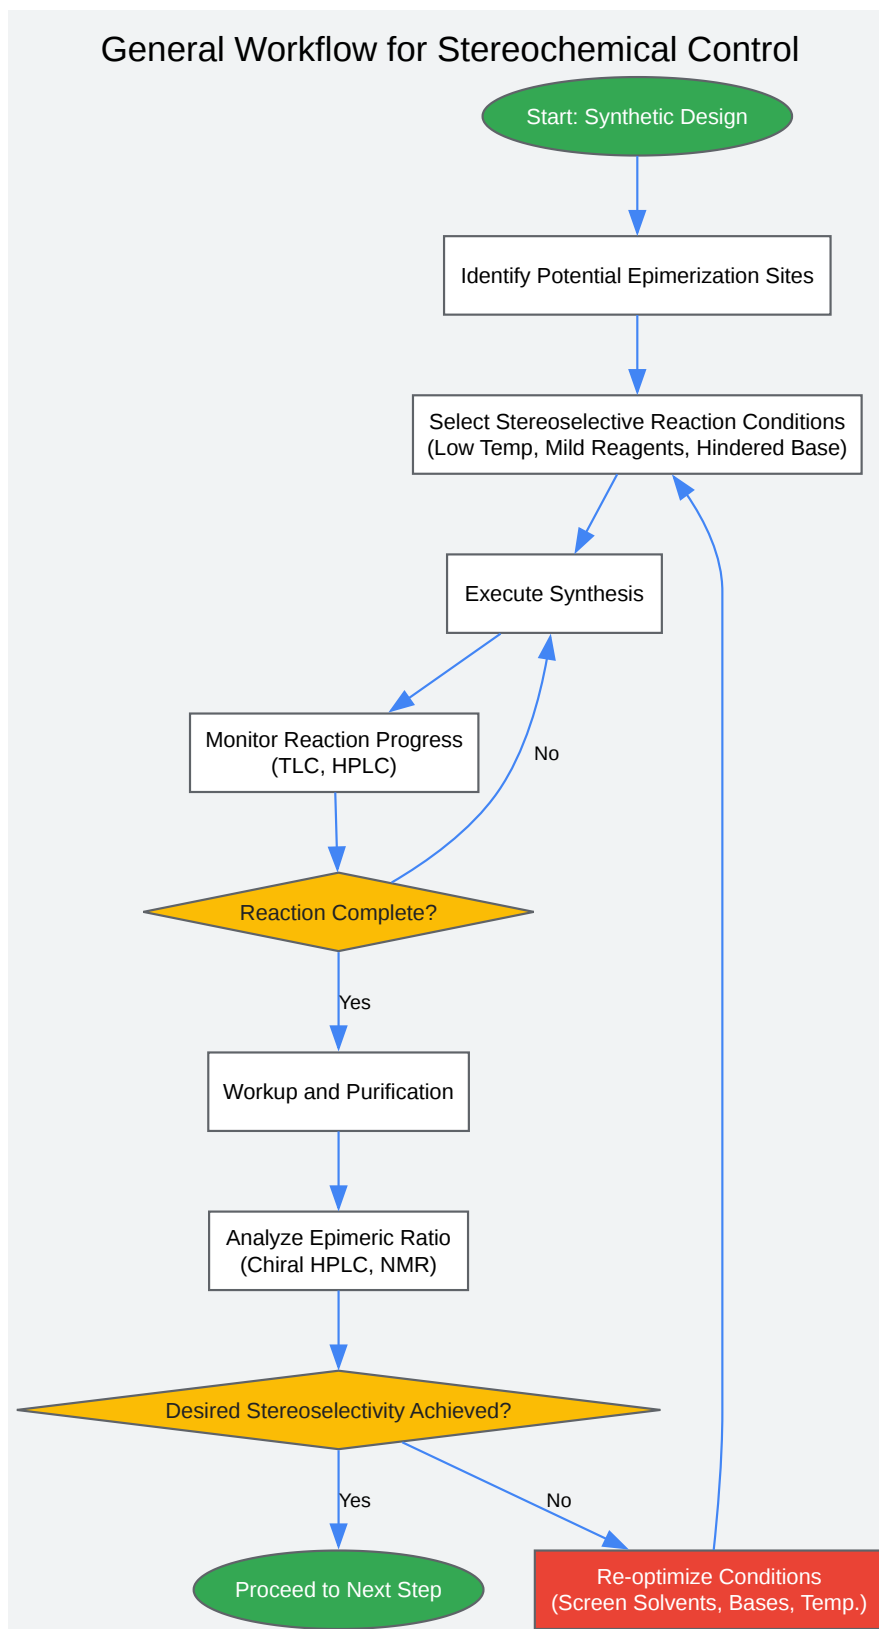 General Workflow for Stereochemical Control
Start: Synthetic Design
Identify Potential Epimerization Sites
Select Stereoselective Reaction Conditions
(Low Temp, Mild Reagents, Hindered Base)
Execute Synthesis
Monitor Reaction Progress
(TLC, HPLC)
No
Reaction Complete?
Yes
Workup and Purification
Analyze Epimeric Ratio
(Chiral HPLC, NMR)
Desired Stereoselectivity Achieved?
Yes
No
Proceed to Next Step
Re-optimize Conditions
(Screen Solvents, Bases, Temp.)